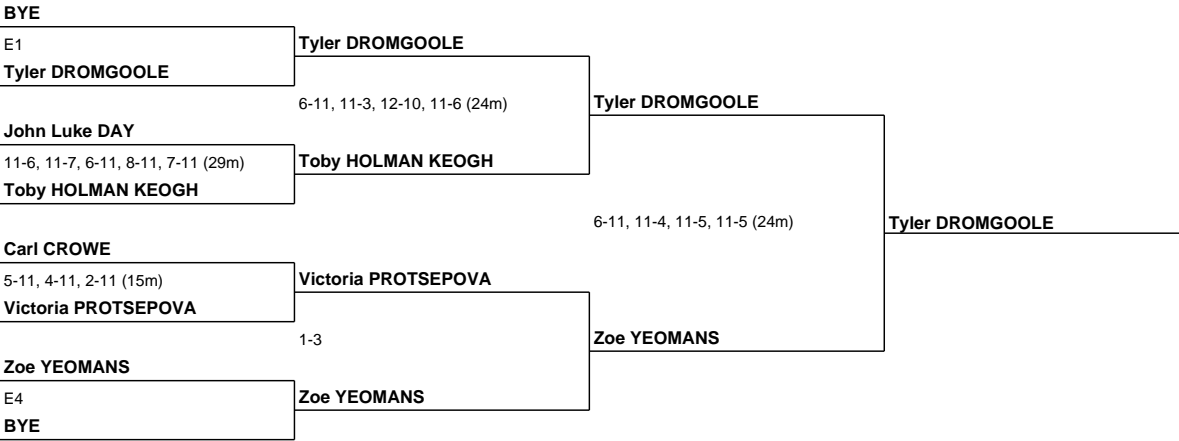 BYE
E1
Tyler DROMGOOLE
John Luke DAY
11-6, 11-7, 6-11, 8-11, 7-11 (29m)
Toby HOLMAN KEOGH
Carl CROWE
5-11, 4-11, 2-11 (15m)
Victoria PROTSEPOVA
Zoe YEOMANS
E4
BYE
Tyler DROMGOOLE
6-11, 11-3, 12-10, 11-6 (24m)
Toby HOLMAN KEOGH
Victoria PROTSEPOVA
1-3
Zoe YEOMANS
Tyler DROMGOOLE
6-11, 11-4, 11-5, 11-5 (24m)
Zoe YEOMANS
Tyler DROMGOOLE